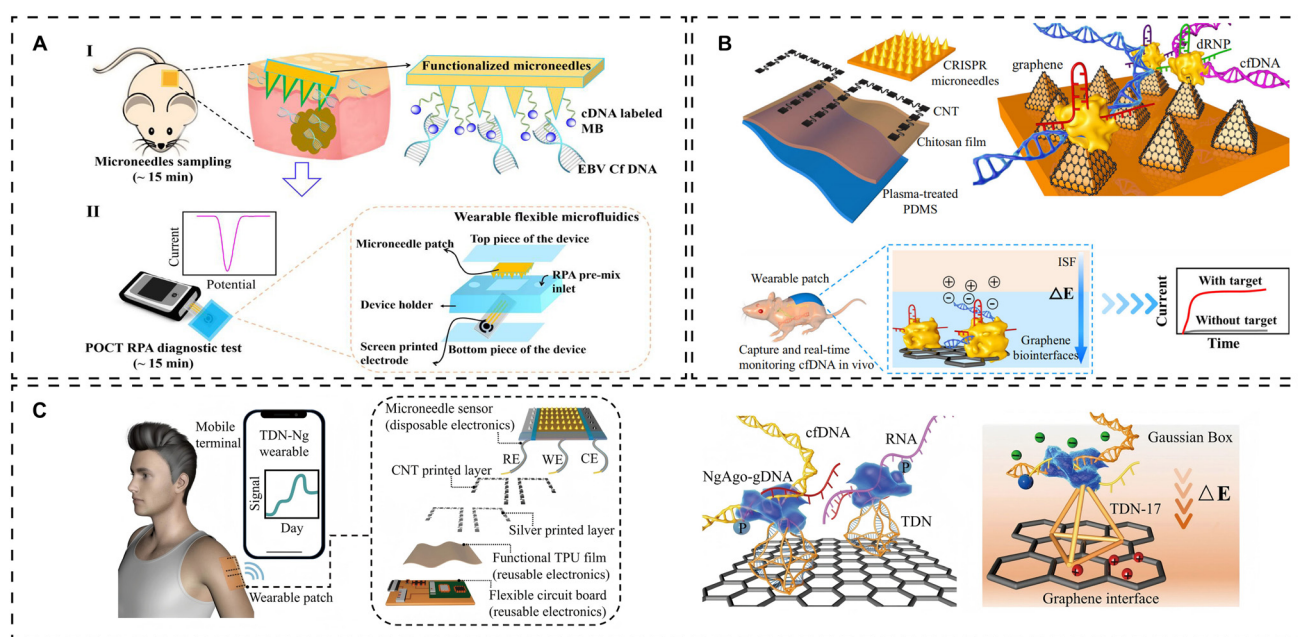 A
I
Functionalized microneedles
cDNA labeled
MB
EBV Cf DNA
Microneedles sampling
(~ 15 min)
II
Current
Potential
POCT RPA diagnostic test
(~ 15 min)
Wearable flexible microfluidics
Microneedle patch
Top piece of the device
RPA pre-mix
inlet
Device holder
Screen printed
electrode
Bottom piece of the device
B
CRISPR
microneedles
CNT
Chitosan film
Plasma-treated
PDMS
graphene
dRNP
cfDNA
Wearable patch
Capture and real-time
monitoring cfDNA in vivo
ISF
△E
Graphene
biointerfaces
Current
With target
Without target
Time
C
Mobile
terminal
TDN-Ng
wearable
Signal
Day
Wearable patch
Microneedle sensor
(disposable electronics)
RE
WE
CE
CNT printed layer
Silver printed layer
Functional TPU film
(reusable electronics)
Flexible circuit board
(reusable electronics)
cfDNA
RNA
NgAgo-gDNA
P
P
TDN
Gaussian Box
△E
TDN-17
Graphene interface